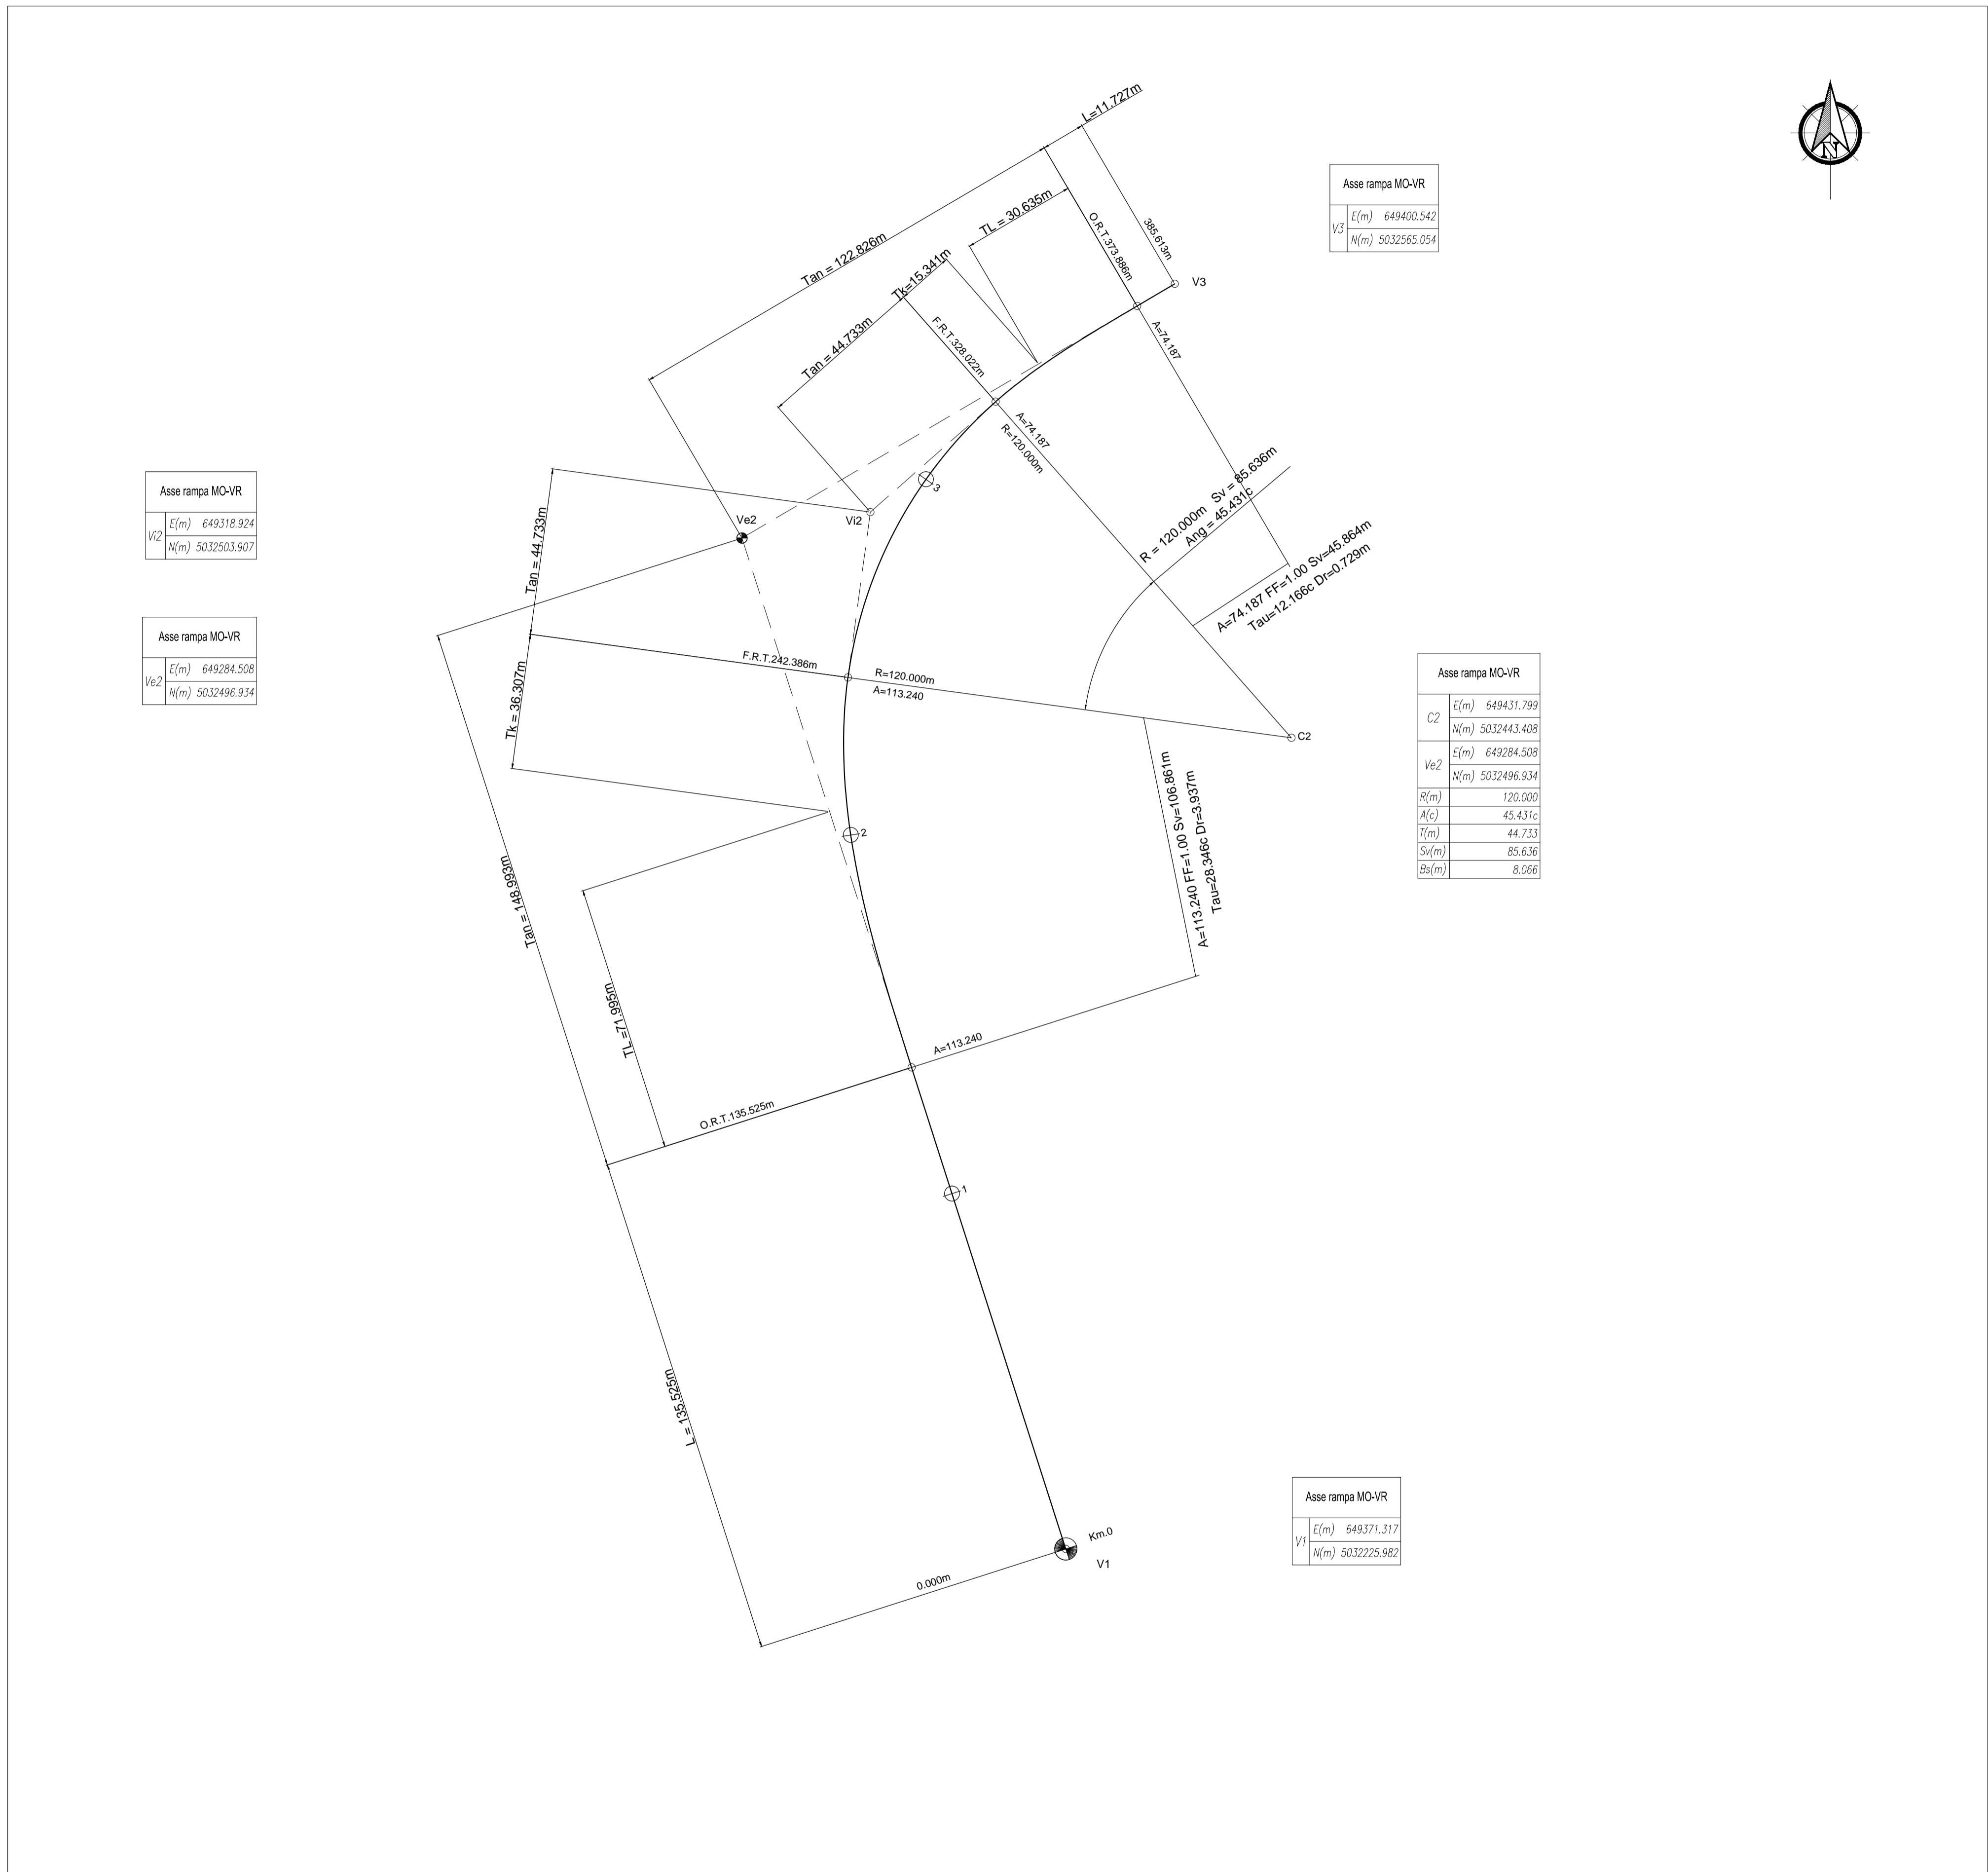 L=11.727m
Asse rampa MO-VR
V3
E(m) 649400.542
N(m) 5032565.054
N
TL = 30.635m
O.R.T.373.886m
385.613m
Tan = 122.826m
Tk=15.341m
V3
Tan = 44.733m
F.R.T.328.022m
A=74.187
A=74.187
R=120.000m
Asse rampa MO-VR
Vi2
E(m) 649318.924
N(m) 5032503.907
3
R = 120.000m Sv = 85.636m
Ang = 45.431c
Ve2
Vi2
Tan = 44.733m
A=74.187 FF=1.00 Sv=45.864m
Tau=12.166c Dr=0.729m
Asse rampa MO-VR
Ve2
E(m) 649284.508
N(m) 5032496.934
F.R.T.242.386m
R=120.000m
A=113.240
Tk = 36.307m
C2
Asse rampa MO-VR
C2
E(m) 649431.799
N(m) 5032443.408
Ve2
E(m) 649284.508
N(m) 5032496.934
R(m) 120.000
A(c) 45.431c
T(m) 44.733
Sv(m) 85.636
Bs(m) 8.066
2
A=113.240 FF=1.00 Sv=106.861m
Tau=28.346c Dr=3.937m
Tan = 148.993m
TL =71.995m
A=113.240
O.R.T.135.525m
1
L = 135.525m
Km.0
V1
0.000m
Asse rampa MO-VR
V1
E(m) 649371.317
N(m) 5032225.982